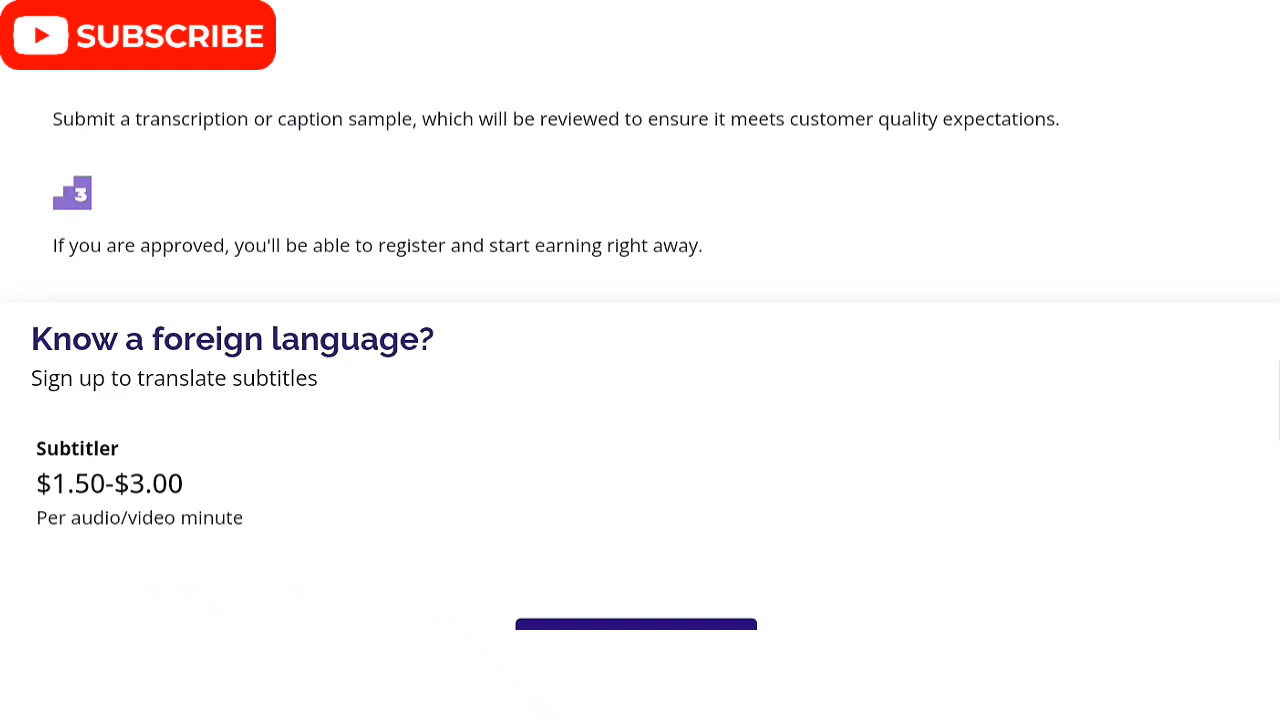 SUBSCRIBE
Submit a transcription or caption sample, which will be reviewed to ensure it meets customer quality expectations.
3
If you are approved, you'll be able to register and start earning right away.
Know a foreign language?
Sign up to translate subtitles
Subtitler
$1.50-$3.00
Per audio/video minute